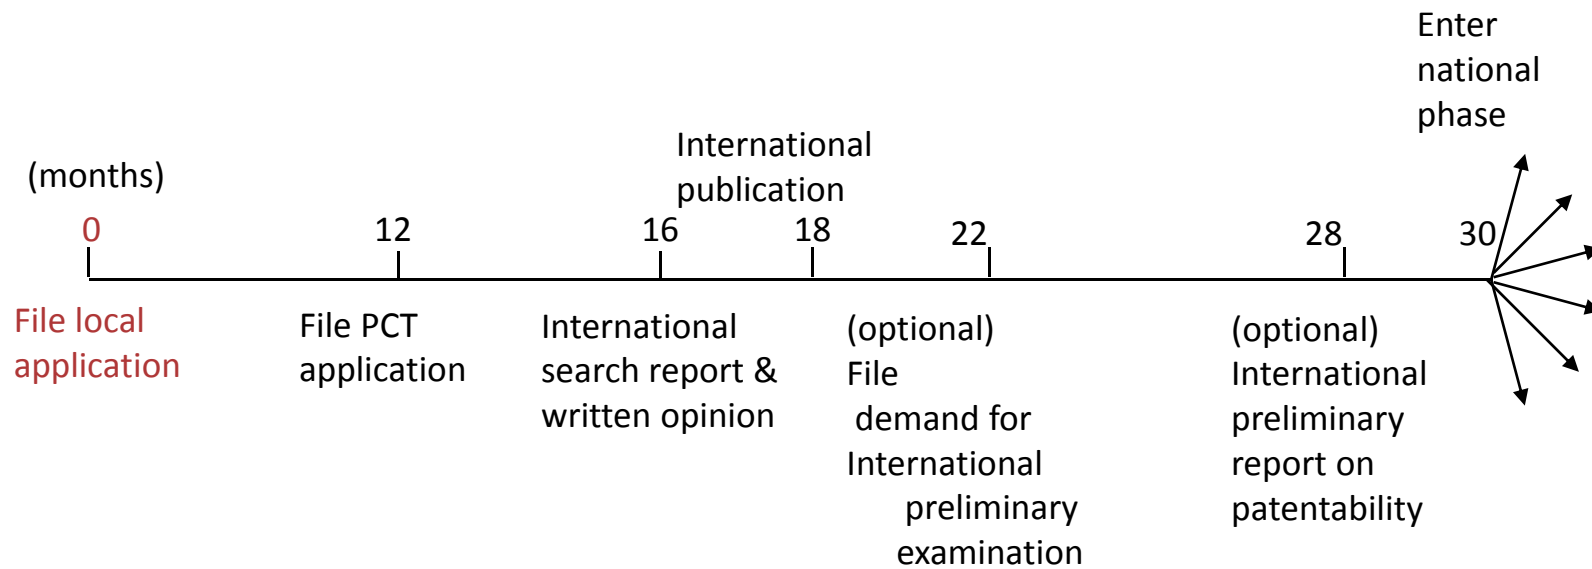 Enter
national
phase
International
publication
(months)
0
12
16
18
22
28
30
File local
application
File PCT
application
International
search report &
written opinion
(optional)
File
demand for
International
preliminary
examination
(optional)
International
preliminary
report on
patentability